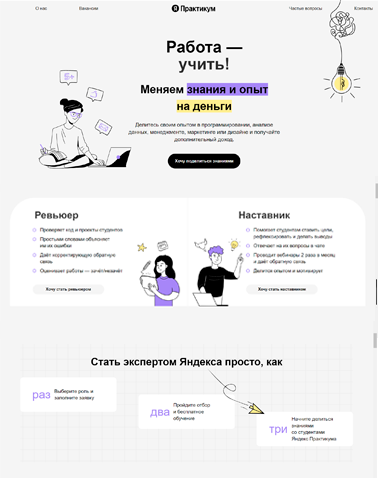 О нас
Вакансии
Я Практикум
Частые вопросы
Контакты
Работа —
учить!
Меняем знания и опыт
на деньги
Делитесь своим опытом в программировании, анализе
данных, менеджменте, маркетинге или дизайне и получайте
дополнительный доход.
Хочу поделиться знаниями
Ревьюер
Проверяет код и проекты студентов
Простыми словами объясняет
им их ошибки
Даёт корректирующую обратную
связь
Оценивает работы — зачёт/незачёт
Хочу стать ревьюером
Наставник
Помогает студентам ставить цели,
рефлексировать и делать выводы
Отвечает на их вопросы в чате
Проводит вебинары 2 раза в месяц
и даёт обратную связь
Делится опытом и мотивирует
Хочу стать наставником
Стать экспертом Яндекса просто, как
раз
Выберите роль и
заполните заявку
два
Пройдите отбор
и бесплатное
обучение
три
Начните делиться
знаниями
со студентами
Яндекс Практикума